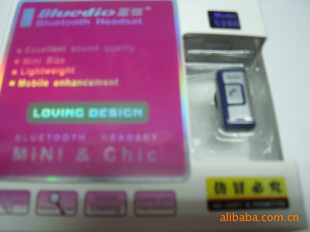 Bluedio 蓝弦
Bluetooth Headset
Excellent sound quality
Mini Size
Lightweight
Mobile enhancement
LOVING DESIGN
BLUETOOTH HEADSET
MINI & Chic
Model
仿冒必究
alibaba.com.cn